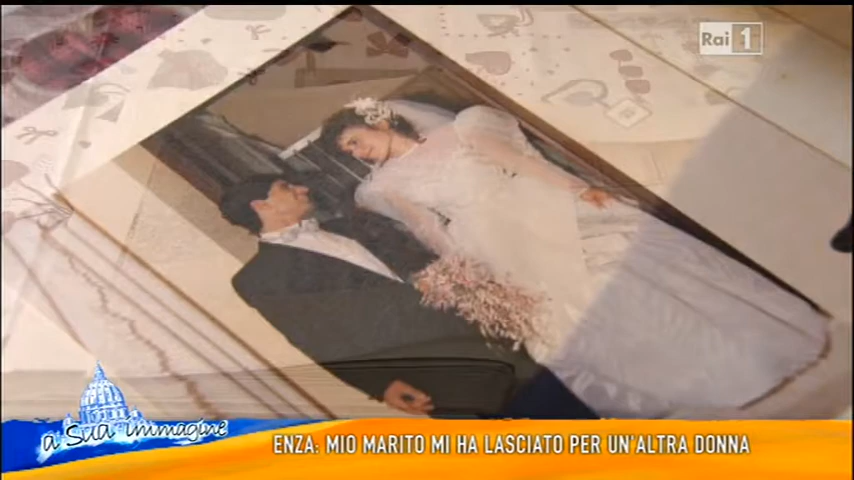 Rai 1
a Sua immagine
ENZA: MIO MARITO MI HA LASCIATO PER UN'ALTRA DONNA